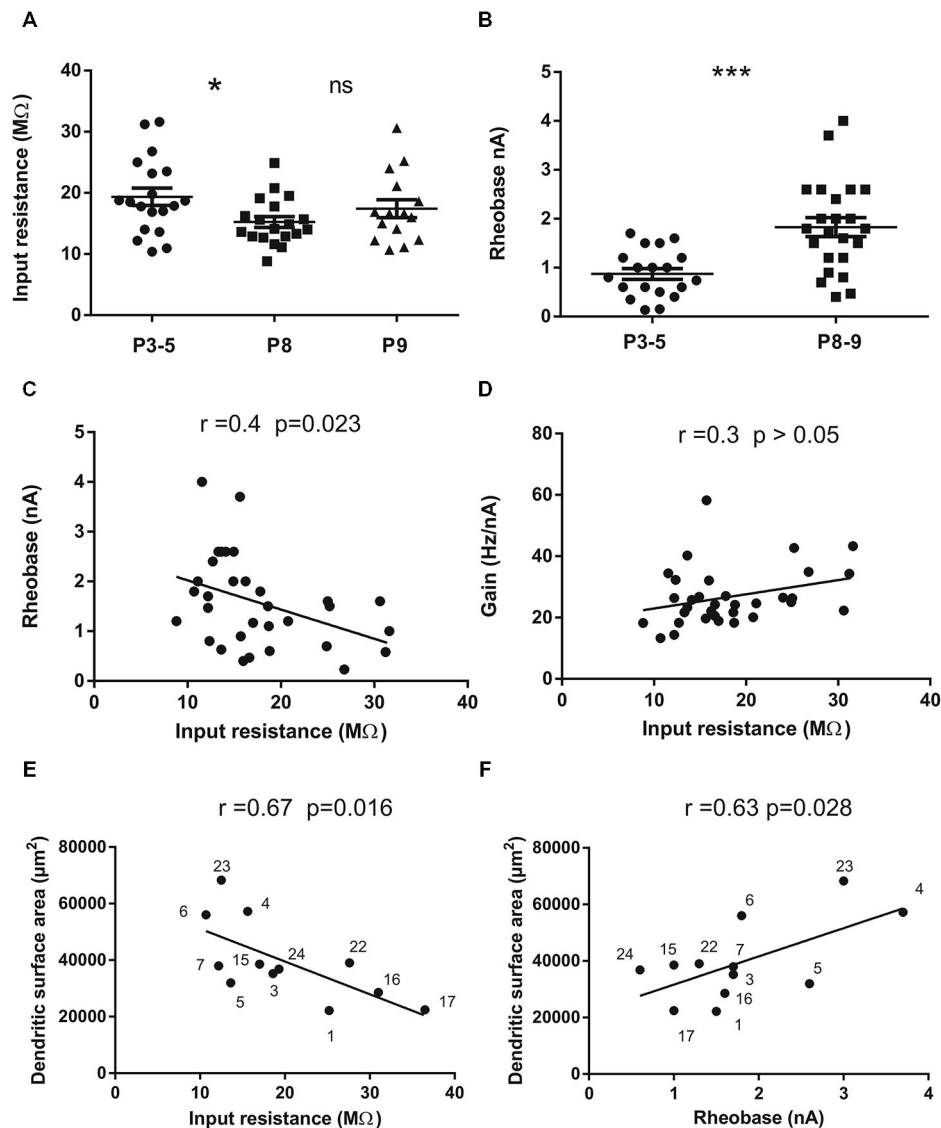 A
Input resistance (MΩ)
40
30
20
10
0
*
ns
P3-5 P8 P9
B
Rheobase nA)
5
4
3
2
1
0
***
P3-5 P8-9
C
r =0.4 p=0.023
Rheobase (nA)
5
4
3
2
1
0
0 10 20 30 40
Input resistance (MΩ)
D
r =0.3 p > 0.05
Gain (Hz/nA)
80
60
40
20
0
0 10 20 30 40
Input resistance (MΩ)
E
r =0.67 p=0.016
Dendritic surface area (µm²)
80000
60000
40000
20000
0
23
6
4
7
15
24
22
5
3
16
1
17
0 10 20 30 40
Input resistance (MΩ)
F
r =0.63 p=0.028
Dendritic surface area (µm²)
80000
60000
40000
20000
0
23
4
6
24
15
22
7
3
5
16
17
1
0 1 2 3 4
Rheobase (nA)